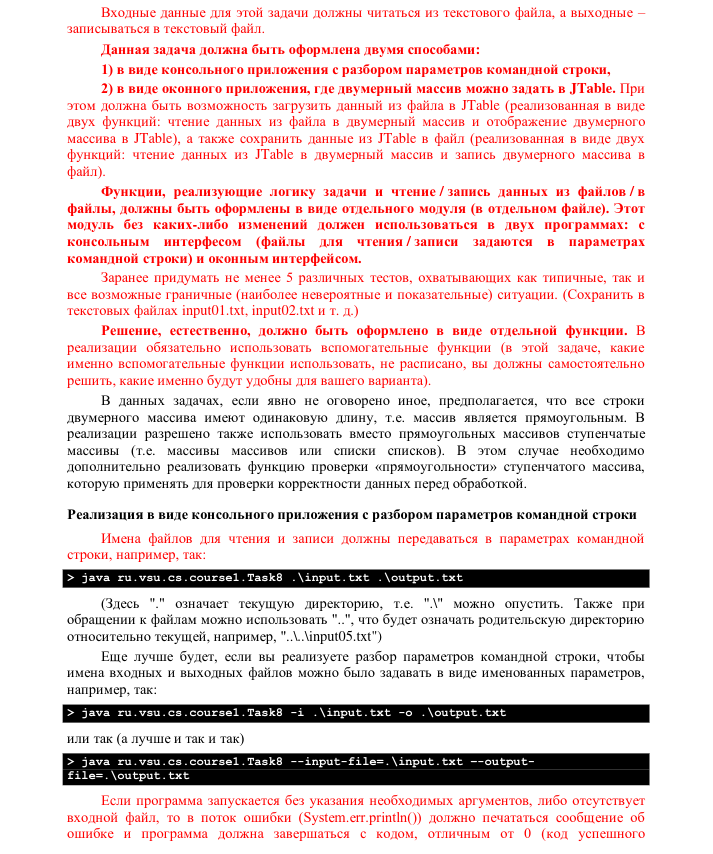 Входные данные для этой задачи должны читаться из текстового файла, а выходные –
записываться в текстовый файл.
Данная задача должна быть оформлена двумя способами:
1) в виде консольного приложения с разбором параметров командной строки,
2) в виде оконного приложения, где двумерный массив можно задать в JTable. При
этом должна быть возможность загрузить данный из файла в JTable (реализованная в виде
двух функций: чтение данных из файла в двумерный массив и отображение двумерного
массива в JTable), а также сохранить данные из JTable в файл (реализованная в виде двух
функций: чтение данных из JTable в двумерный массив и запись двумерного массива в
файл).
Функции, реализующие логику задачи и чтение / запись данных из файлов / в
файлы, должны быть оформлены в виде отдельного модуля (в отдельном файле). Этот
модуль без каких-либо изменений должен использоваться в двух программах: с
консольным интерфесом (файлы для чтения / записи задаются в параметрах
командной строки) и оконным интерфейсом.
Заранее придумать не менее 5 различных тестов, охватывающих как типичные, так и
все возможные граничные (наиболее невероятные и показательные) ситуации. (Сохранить в
текстовых файлах input01.txt, input02.txt и т. д.)
Решение, естественно, должно быть оформлено в виде отдельной функции. В
реализации обязательно использовать вспомогательные функции (в этой задаче, какие
именно вспомогательные функции использовать, не расписано, вы должны самостоятельно
решить, какие именно будут удобны для вашего варианта).
В данных задачах, если явно не оговорено иное, предполагается, что все строки
двумерного массива имеют одинаковую длину, т.е. массив является прямоугольным. В
реализации разрешено также использовать вместо прямоугольных массивов ступенчатые
массивы (т.е. массивы массивов или списки списков). В этом случае необходимо
дополнительно реализовать функцию проверки «прямоугольности» ступенчатого массива,
которую применять для проверки корректности данных перед обработкой.
Реализация в виде консольного приложения с разбором параметров командной строки
Имена файлов для чтения и записи должны передаваться в параметрах командной
строки, например, так:
> java ru.vsu.cs.course1.Task8 .\input.txt .\output.txt
(Здесь "." означает текущую директорию, т.е. ".\" можно опустить. Также при
обращении к файлам можно использовать "..", что будет означать родительскую директорию
относительно текущей, например, "..\..\input05.txt")
Еще лучше будет, если вы реализуете разбор параметров командной строки, чтобы
имена входных и выходных файлов можно было задавать в виде именованных параметров,
например, так:
> java ru.vsu.cs.course1.Task8 -i .\input.txt -o .\output.txt
или так (а лучше и так и так)
> java ru.vsu.cs.course1.Task8 --input-file=.\input.txt –-output-
file=.\output.txt
Если программа запускается без указания необходимых аргументов, либо отсутствует
входной файл, то в поток ошибки (System.err.println()) должно печататься сообщение об
ошибке и программа должна завершаться с кодом, отличным от 0 (код успешного